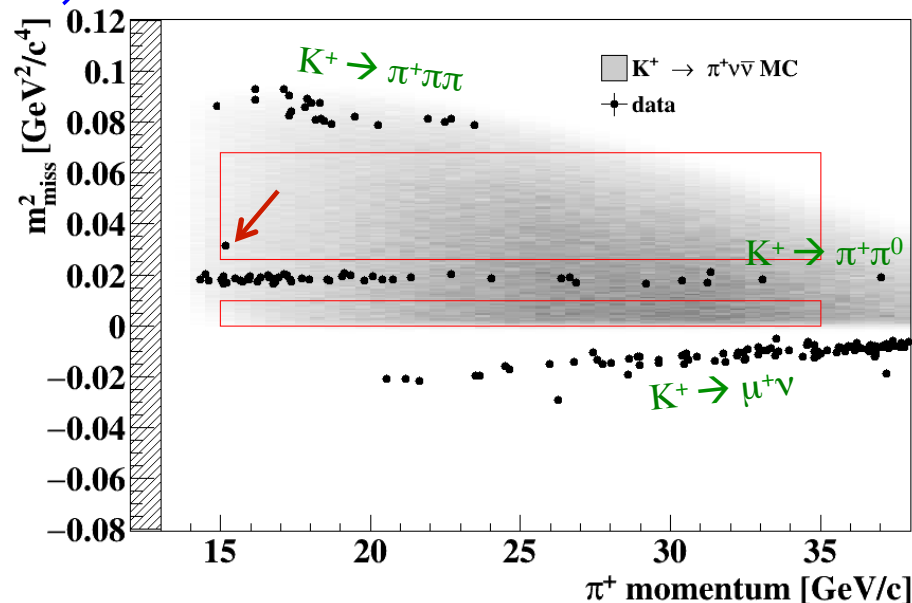 m²miss [GeV²/c⁴]
0.12
0.1
0.08
0.06
0.04
0.02
0
−0.02
−0.04
−0.06
−0.08
K⁺ → π⁺ππ
K⁺ → π⁺νν̄ MC
data
K⁺ → π⁺π⁰
K⁺ → μ⁺ν
15 20 25 30 35
π⁺ momentum [GeV/c]